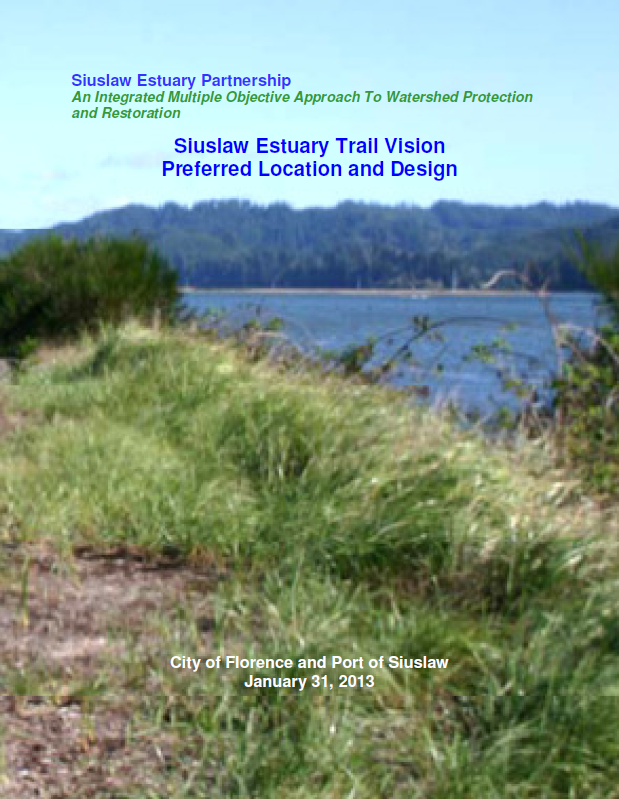 Siuslaw Estuary Partnership
An Integrated Multiple Objective Approach To Watershed Protection
and Restoration
Siuslaw Estuary Trail Vision
Preferred Location and Design
City of Florence and Port of Siuslaw
January 31, 2013